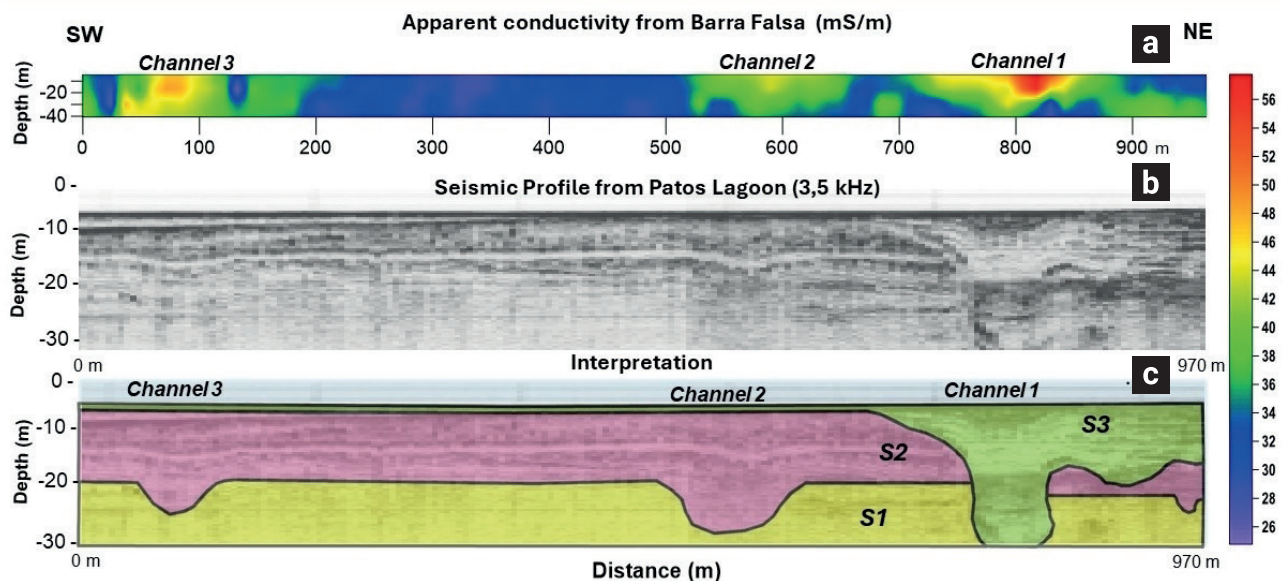 Apparent conductivity from Barra Falsa (mS/m)
SW
a
NE
Channel 3
Channel 2
Channel 1
Depth (m)
-20
-40
0 100 200 300 400 500 600 700 800 900 m
56
54
52
50
48
46
44
42
40
38
36
34
32
30
28
26
Seismic Profile from Patos Lagoon (3,5 kHz)
b
Depth (m)
0 -
-10 -
-20 -
-30 -
0 m
970 m
Interpretation
c
Channel 3
Channel 2
Channel 1
Depth (m)
0 -
-10 -
-20 -
-30 -
S3
S2
S1
0 m
970 m
Distance (m)